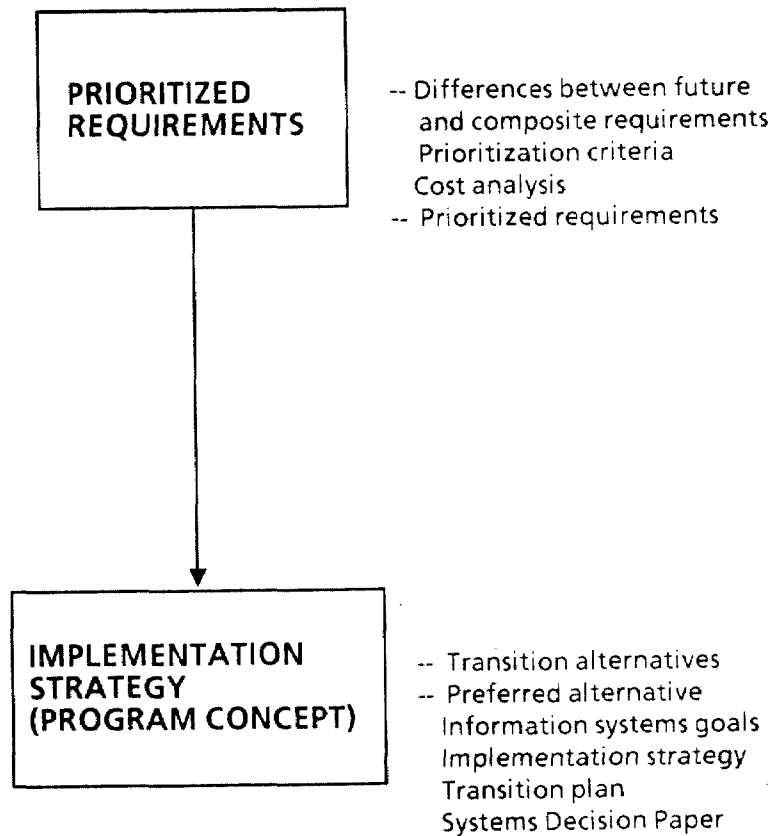 PRIORITIZED
REQUIREMENTS
-- Differences between future
and composite requirements
Prioritization criteria
Cost analysis
-- Prioritized requirements
IMPLEMENTATION
STRATEGY
(PROGRAM CONCEPT)
-- Transition alternatives
-- Preferred alternative
Information systems goals
Implementation strategy
Transition plan
Systems Decision Paper